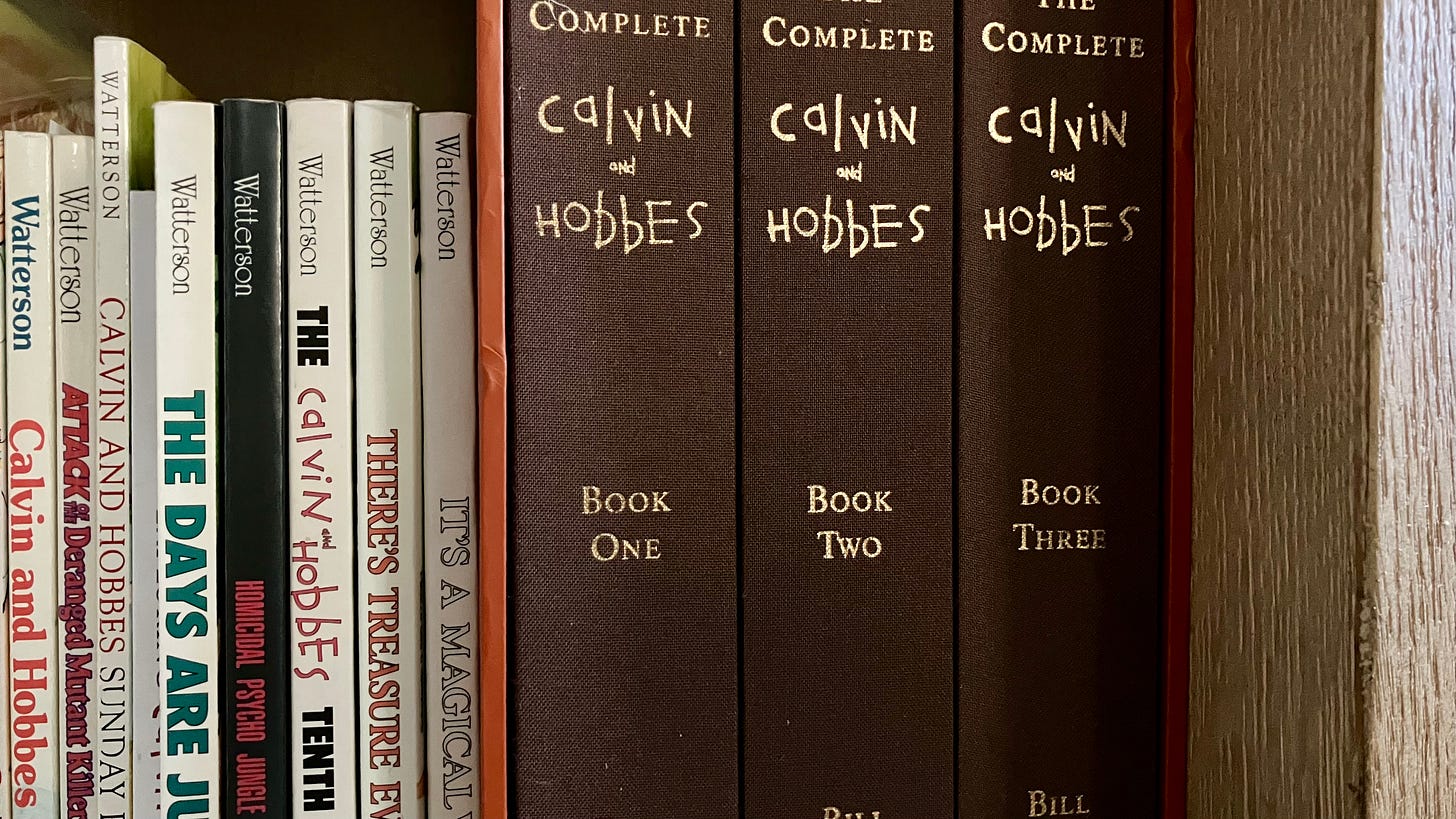 Watterson Calvin and Hobbes
Watterson ATTACK OF THE Deranged Mutant Killer
WATTERSON CALVIN AND HOBBES SUNDAY
Watterson THE DAYS ARE JU
Watterson HOMICIDAL PSYCHO JUNGLE
Watterson THE CALVIN and HOBBES TENTH
Watterson THERE'S TREASURE EV
Watterson IT'S A MAGICAL
COMPLETE
CALVIN
and
HOBBES
BOOK
ONE
THE
COMPLETE
CALVIN
and
HOBBES
BOOK
TWO
BILL
THE
COMPLETE
CALVIN
and
HOBBES
BOOK
THREE
BILL